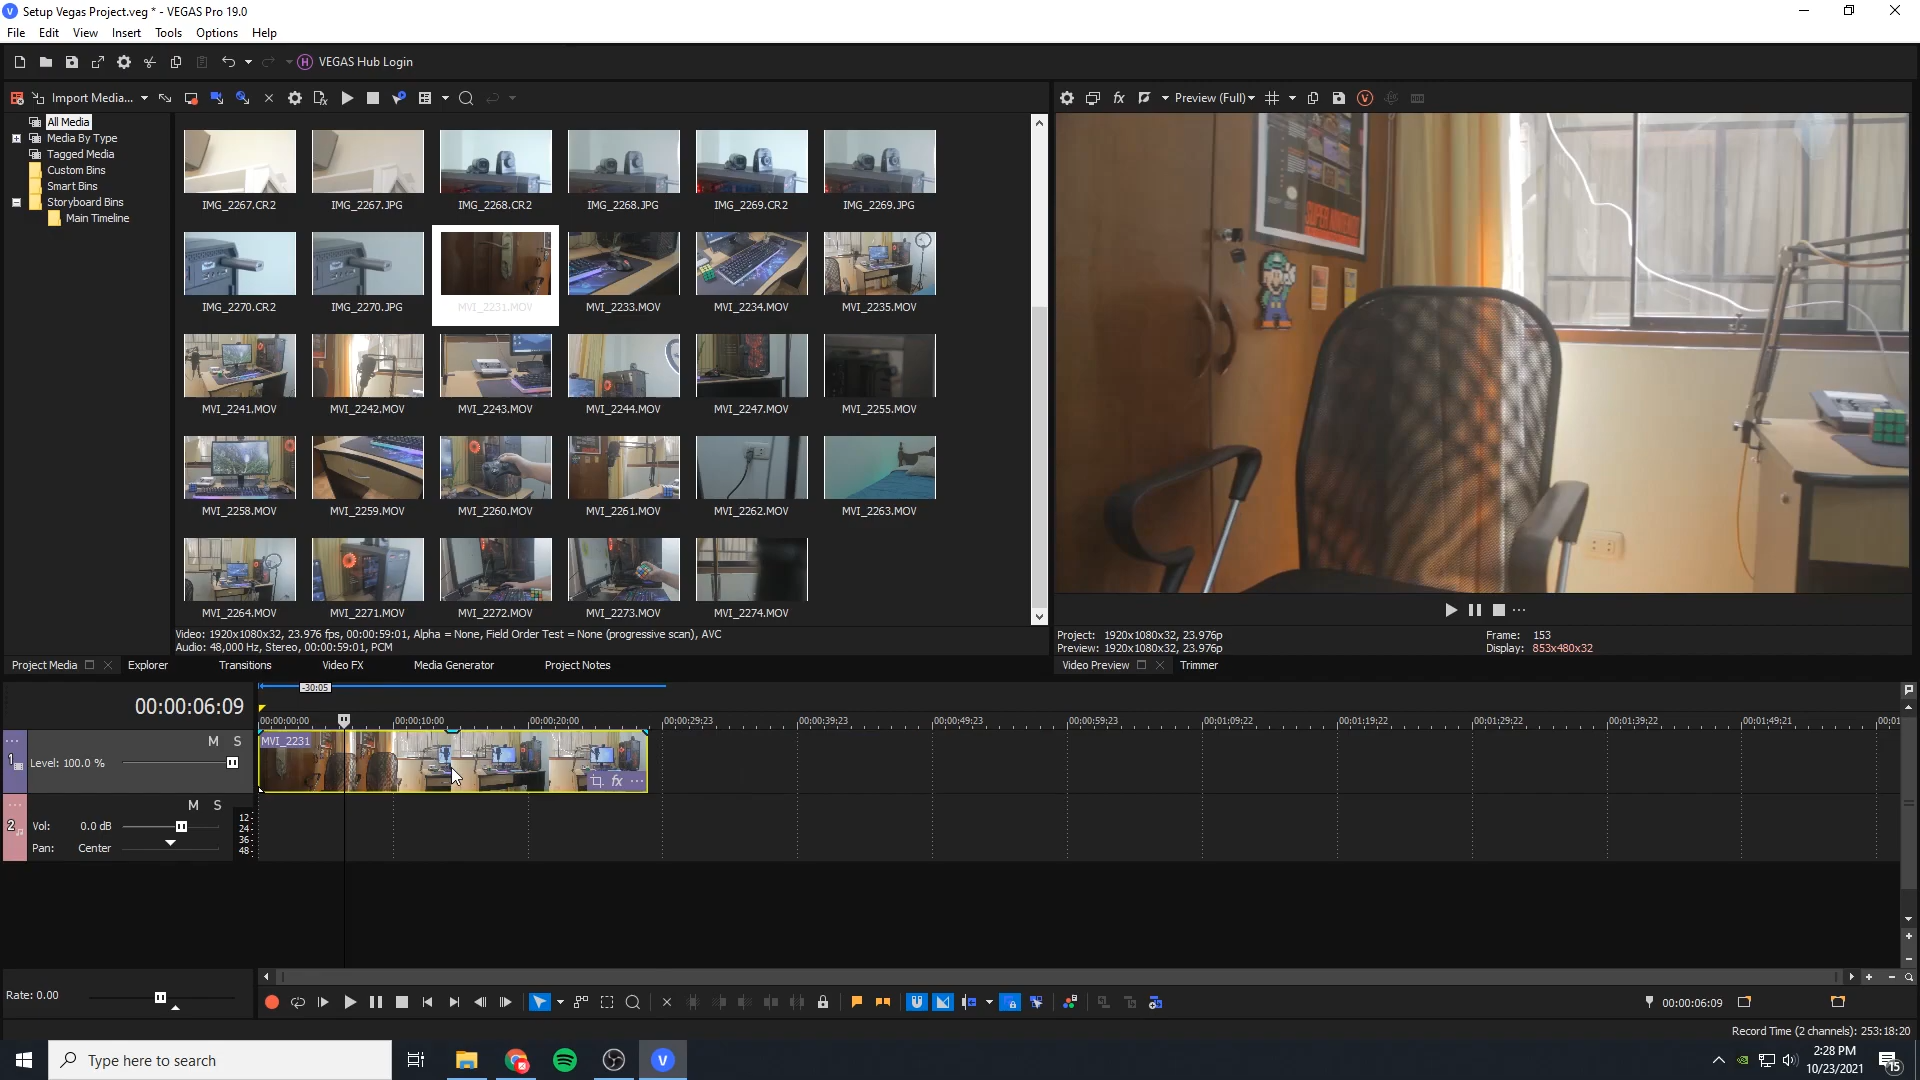 Setup Vegas Project.veg * - VEGAS Pro 19.0
File Edit View Insert Tools Options Help
VEGAS Hub Login
Import Media...
Preview (Full)
All Media
Media By Type
Tagged Media
Custom Bins
Smart Bins
Storyboard Bins
Main Timeline
IMG_2267.CR2 IMG_2267.JPG IMG_2268.CR2 IMG_2268.JPG IMG_2269.CR2 IMG_2269.JPG
IMG_2270.CR2 IMG_2270.JPG MVI_2231.MOV MVI_2233.MOV MVI_2234.MOV MVI_2235.MOV
MVI_2241.MOV MVI_2242.MOV MVI_2243.MOV MVI_2244.MOV MVI_2247.MOV MVI_2255.MOV
MVI_2258.MOV MVI_2259.MOV MVI_2260.MOV MVI_2261.MOV MVI_2262.MOV MVI_2263.MOV
MVI_2264.MOV MVI_2271.MOV MVI_2272.MOV MVI_2273.MOV MVI_2274.MOV
Video: 1920x1080x32, 23.976 fps, 00:00:59:01, Alpha = None, Field Order Test = None (progressive scan), AVC
Audio: 48,000 Hz, Stereo, 00:00:59:01, PCM
SUPER NINTENDO
Project: 1920x1080x32, 23.976p
Preview: 1920x1080x32, 23.976p
Frame: 153
Display: 853x480x32
Project Media Explorer Transitions Video FX Media Generator Project Notes
Video Preview Trimmer
-30:05
00:00:06:09
00:00:00:00 00:00:10:00 00:00:20:00 00:00:29:23 00:00:39:23 00:00:49:23 00:00:59:23 00:01:09:22 00:01:19:22 00:01:29:22 00:01:39:22 00:01:49:21 00:01
MVI_2231
fx
1
M S
Level: 100.0 %
2
M S
Vol: 0.0 dB
Pan: Center
12
24
36
48
Rate: 0.00
00:00:06:09
Record Time (2 channels): 253:18:20
Type here to search
2:28 PM
10/23/2021
15